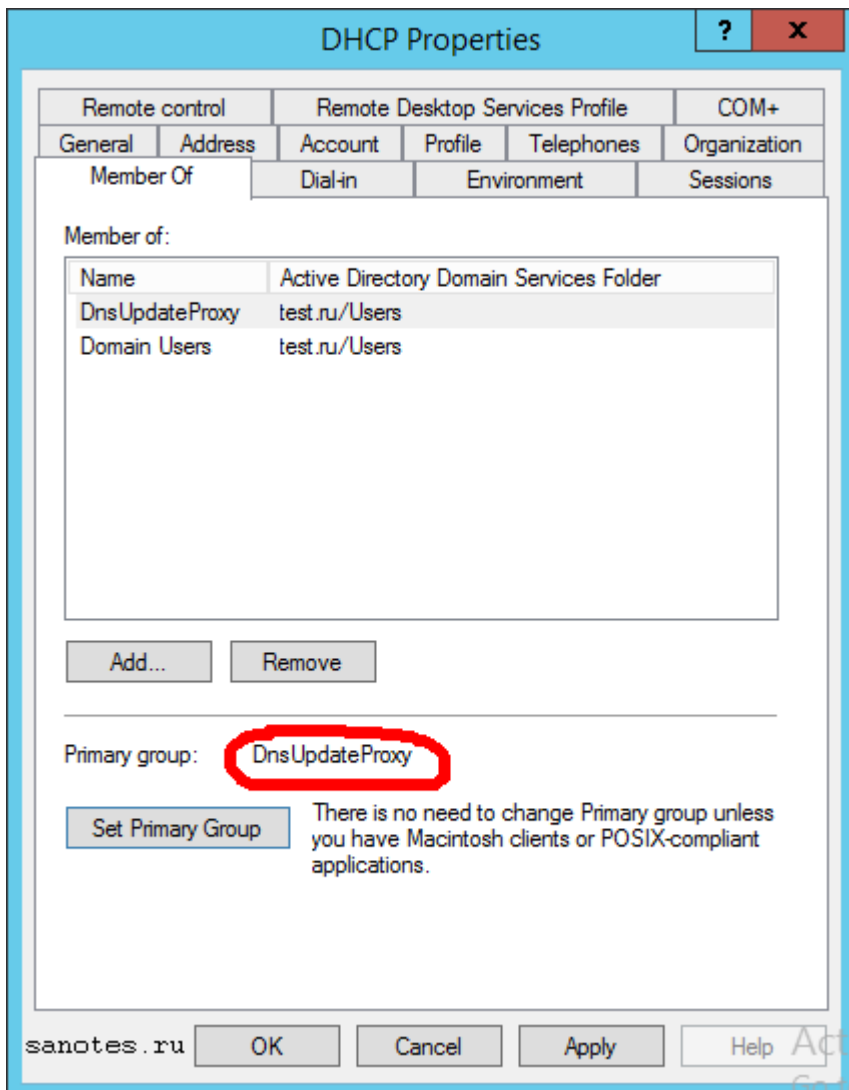 DHCP Properties
?
x
Remote control
Remote Desktop Services Profile
COM+
General
Address
Account
Profile
Telephones
Organization
Member Of
Dial-in
Environment
Sessions
Member of:
Name
Active Directory Domain Services Folder
DnsUpdateProxy
test.ru/Users
Domain Users
test.ru/Users
Add...
Remove
Primary group:
DnsUpdateProxy
Set Primary Group
There is no need to change Primary group unless
you have Macintosh clients or POSIX-compliant
applications.
sanotes.ru
OK
Cancel
Apply
Help
Act